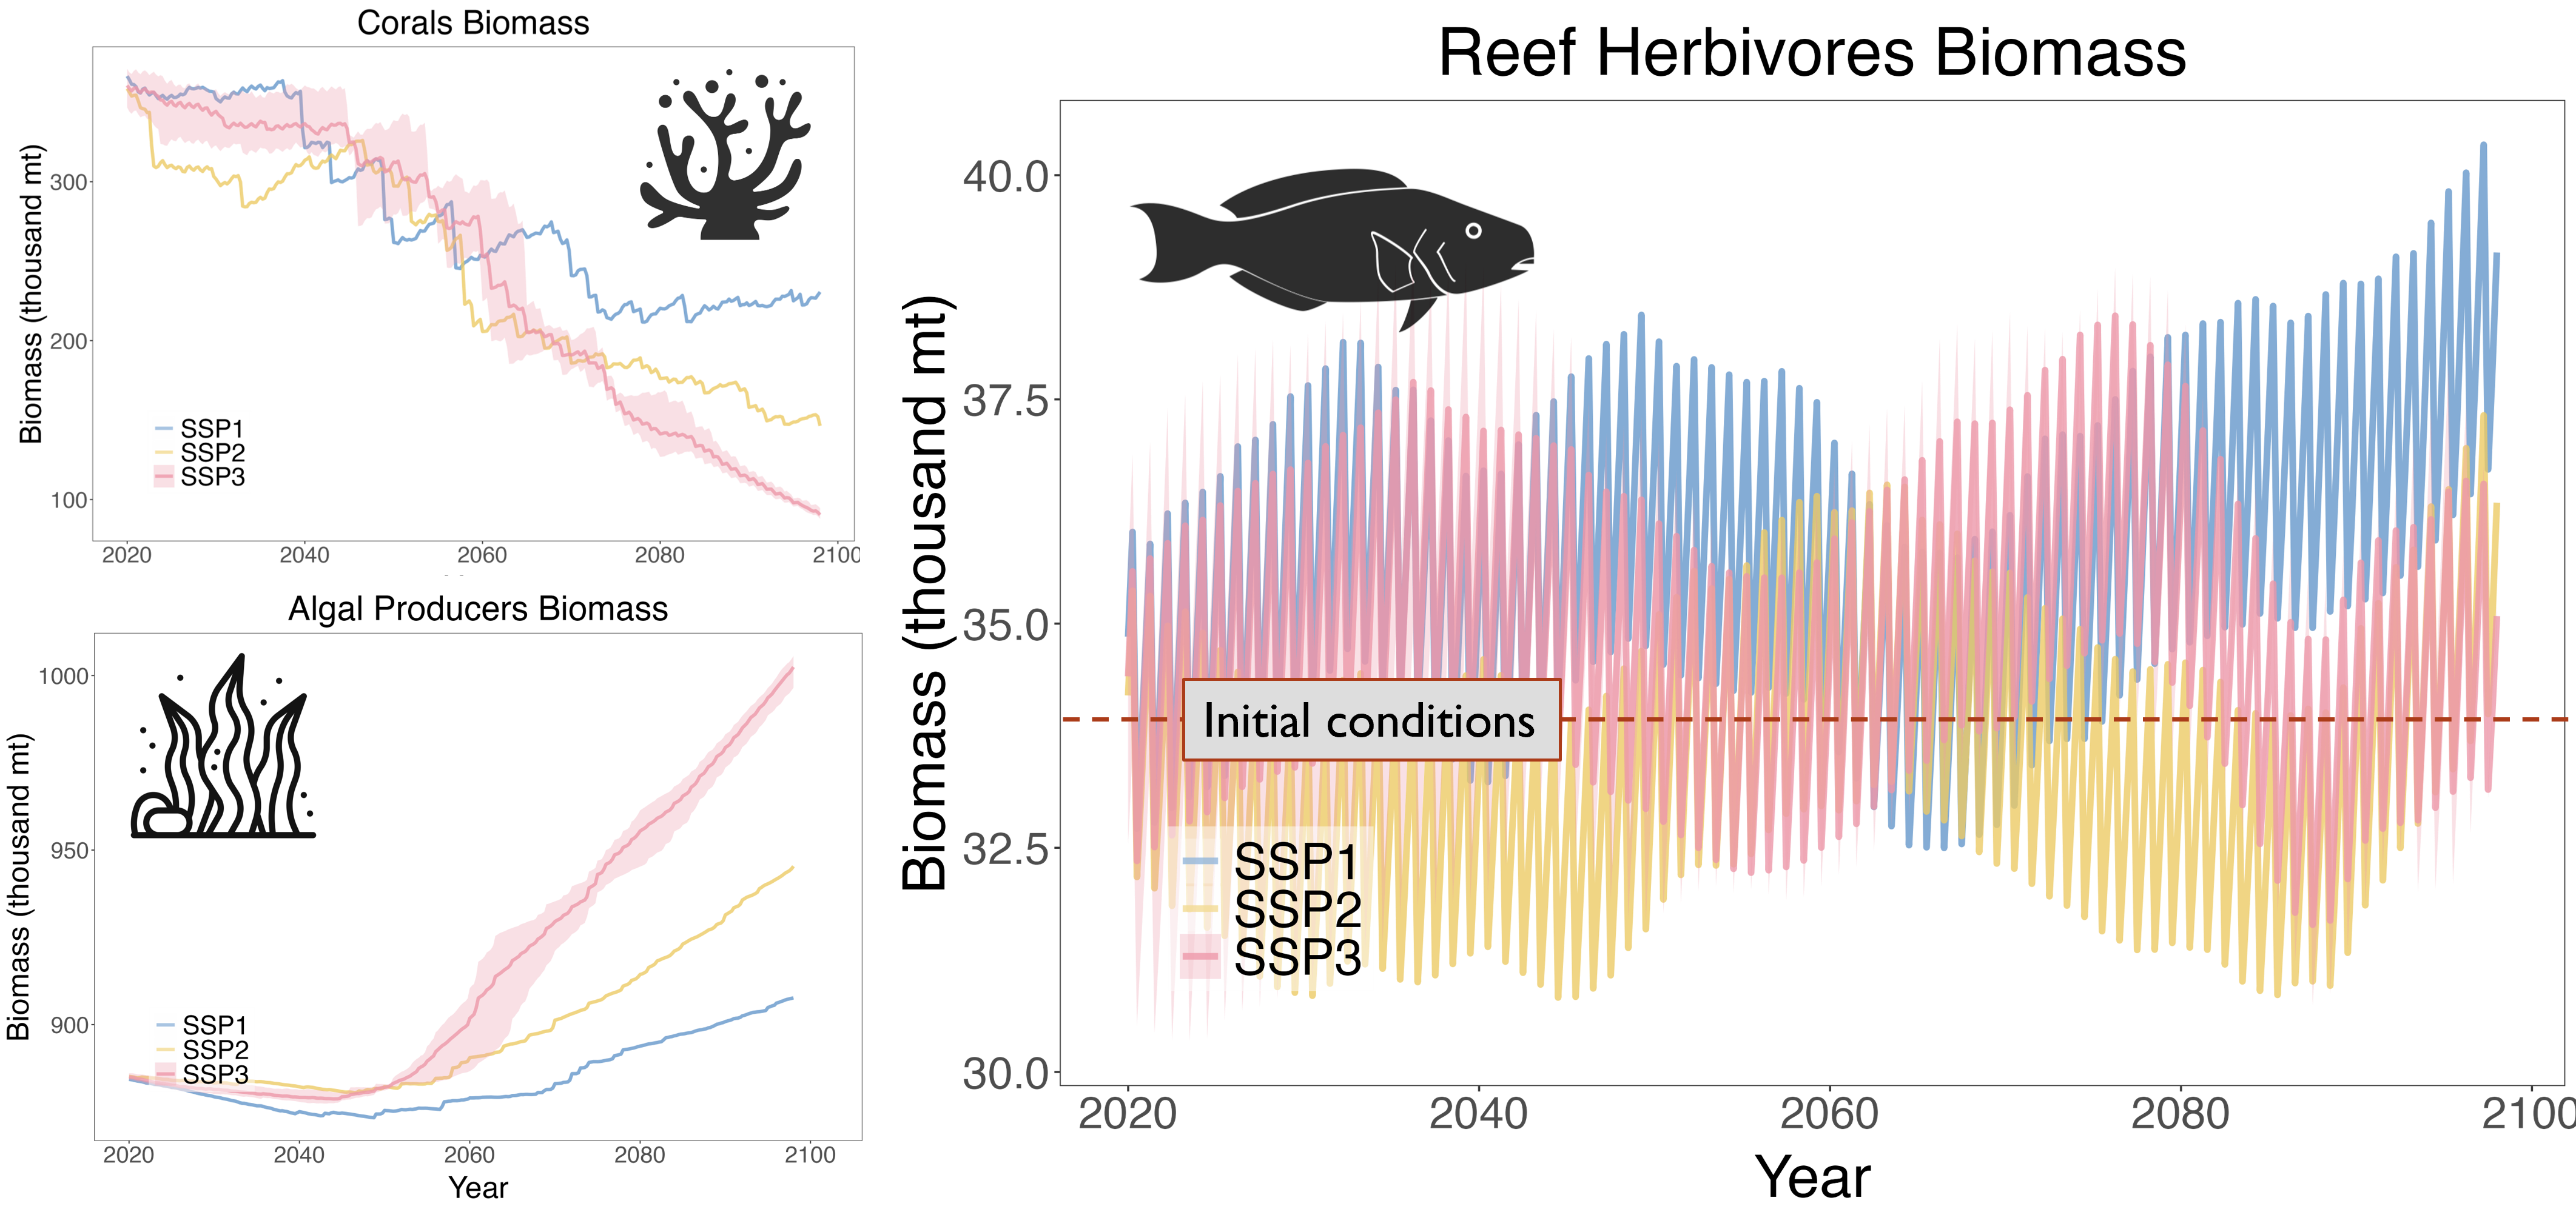 Corals Biomass
Biomass (thousand mt)
300
200
100
SSP1
SSP2
SSP3
2020 2040 2060 2080 2100
Algal Producers Biomass
Biomass (thousand mt)
1000
950
900
SSP1
SSP2
SSP3
2020 2040 2060 2080 2100
Year
Reef Herbivores Biomass
Biomass (thousand mt)
40.0
37.5
35.0
32.5
30.0
Initial conditions
SSP1
SSP2
SSP3
2020 2040 2060 2080 2100
Year